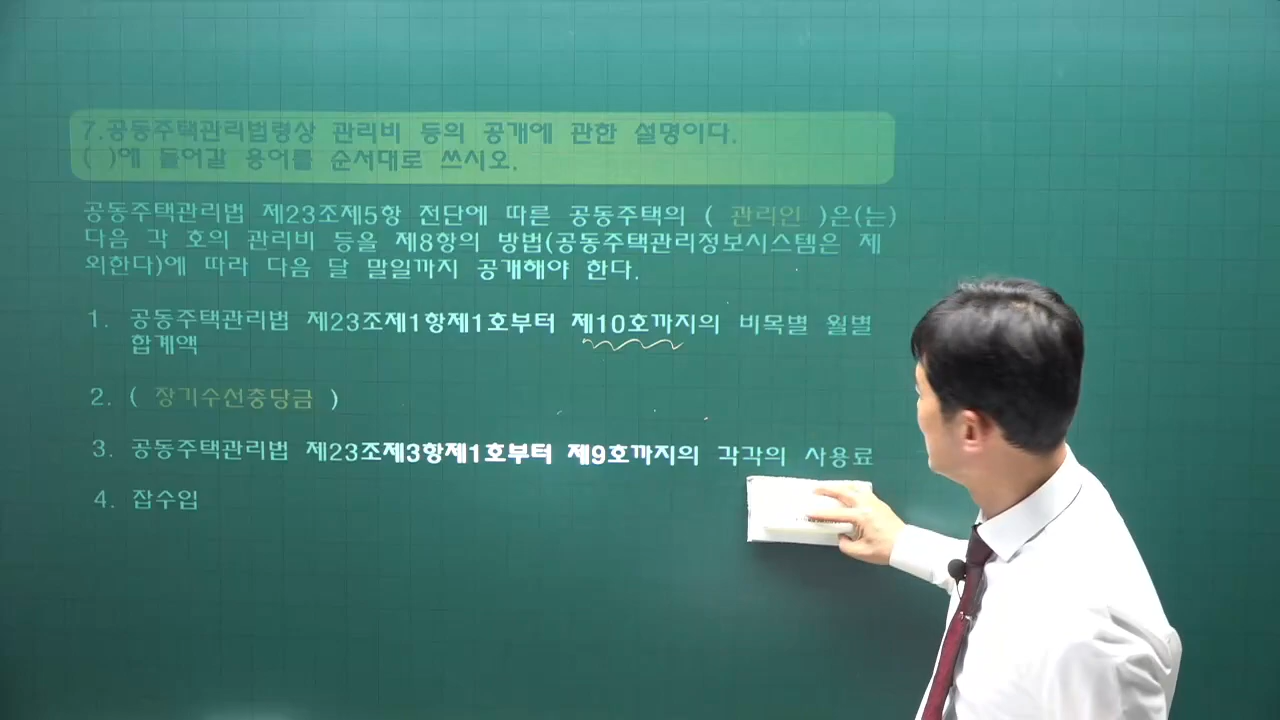 7.공동주택관리법령상 관리비 등의 공개에 관한 설명이다.
( )에 들어갈 용어를 순서대로 쓰시오.
공동주택관리법 제23조제5항 전단에 따른 공동주택의 ( 관리인 )은(는)
다음 각 호의 관리비 등을 제8항의 방법(공동주택관리정보시스템은 제
외한다)에 따라 다음 달 말일까지 공개해야 한다.
1. 공동주택관리법 제23조제1항제1호부터 제10호까지의 비목별 월별
합계액
2. ( 장기수선충당금 )
3. 공동주택관리법 제23조제3항제1호부터 제9호까지의 각각의 사용료
4. 잡수입